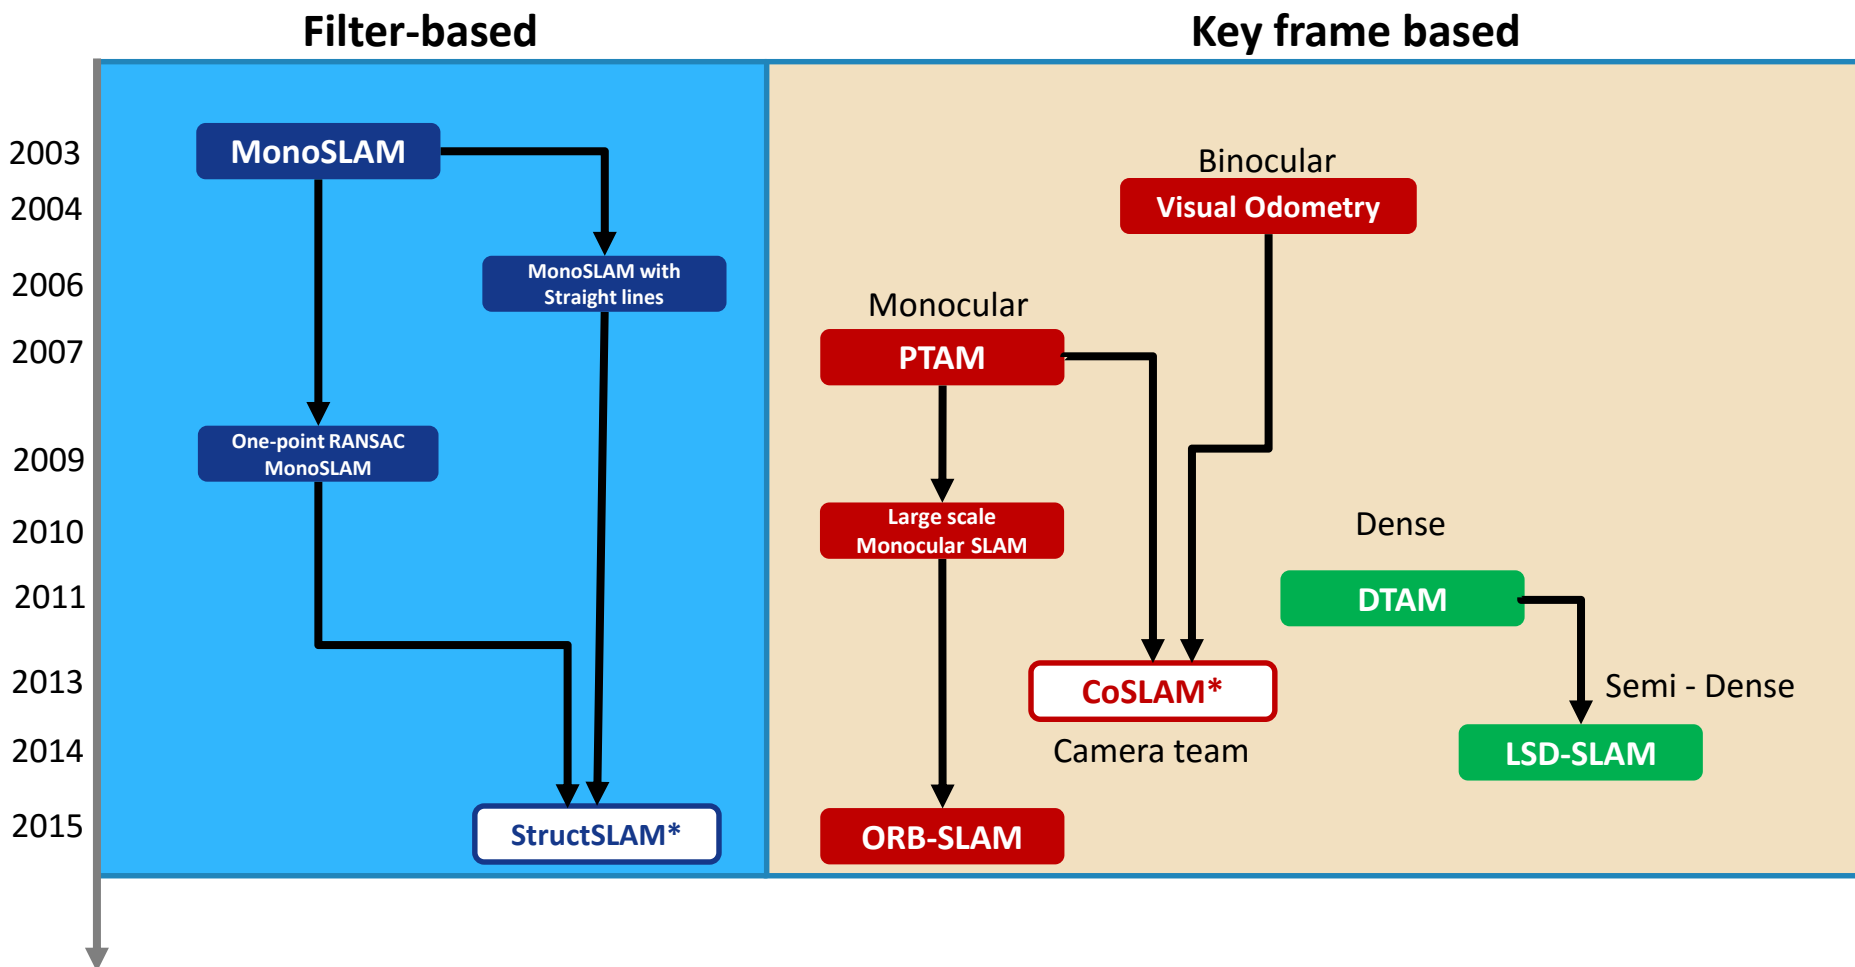 Filter-based
Key frame based
2003
2004
2006
2007
2009
2010
2011
2013
2014
2015
MonoSLAM
MonoSLAM with
Straight lines
One-point RANSAC
MonoSLAM
StructSLAM*
Binocular
Visual Odometry
Monocular
PTAM
Large scale
Monocular SLAM
Dense
DTAM
CoSLAM*
Camera team
Semi - Dense
LSD-SLAM
ORB-SLAM